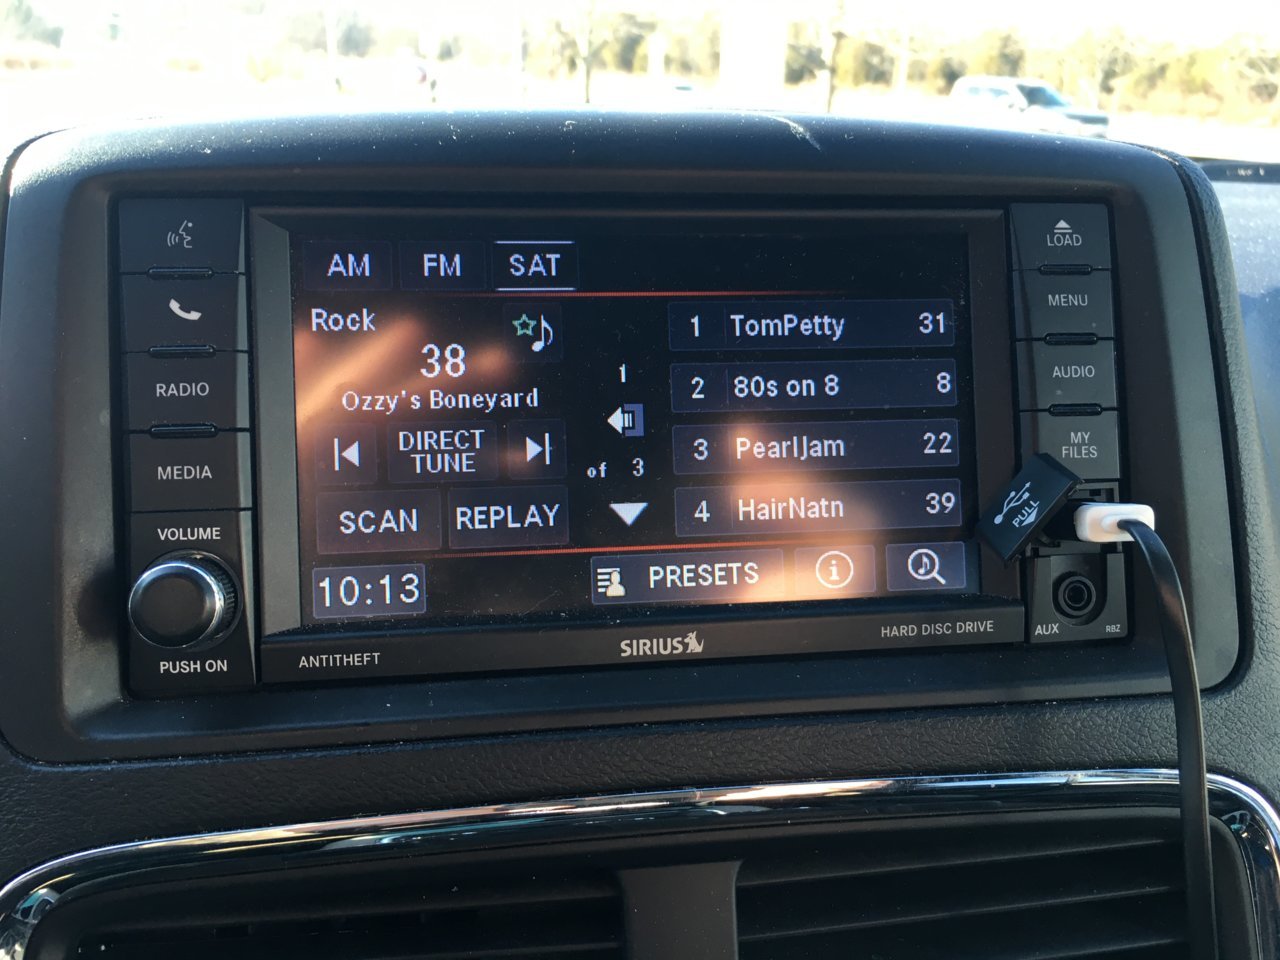 AM FM SAT
Rock
38
Ozzy's Boneyard
DIRECT
TUNE
SCAN REPLAY
10:13
1
of 3
1 TomPetty 31
2 80s on 8 8
3 PearlJam 22
4 HairNatn 39
PRESETS
i
RADIO
MEDIA
VOLUME
PUSH ON
ANTITHEFT
SIRIUS
HARD DISC DRIVE
LOAD
MENU
AUDIO
MY
FILES
PULL
AUX RBZ